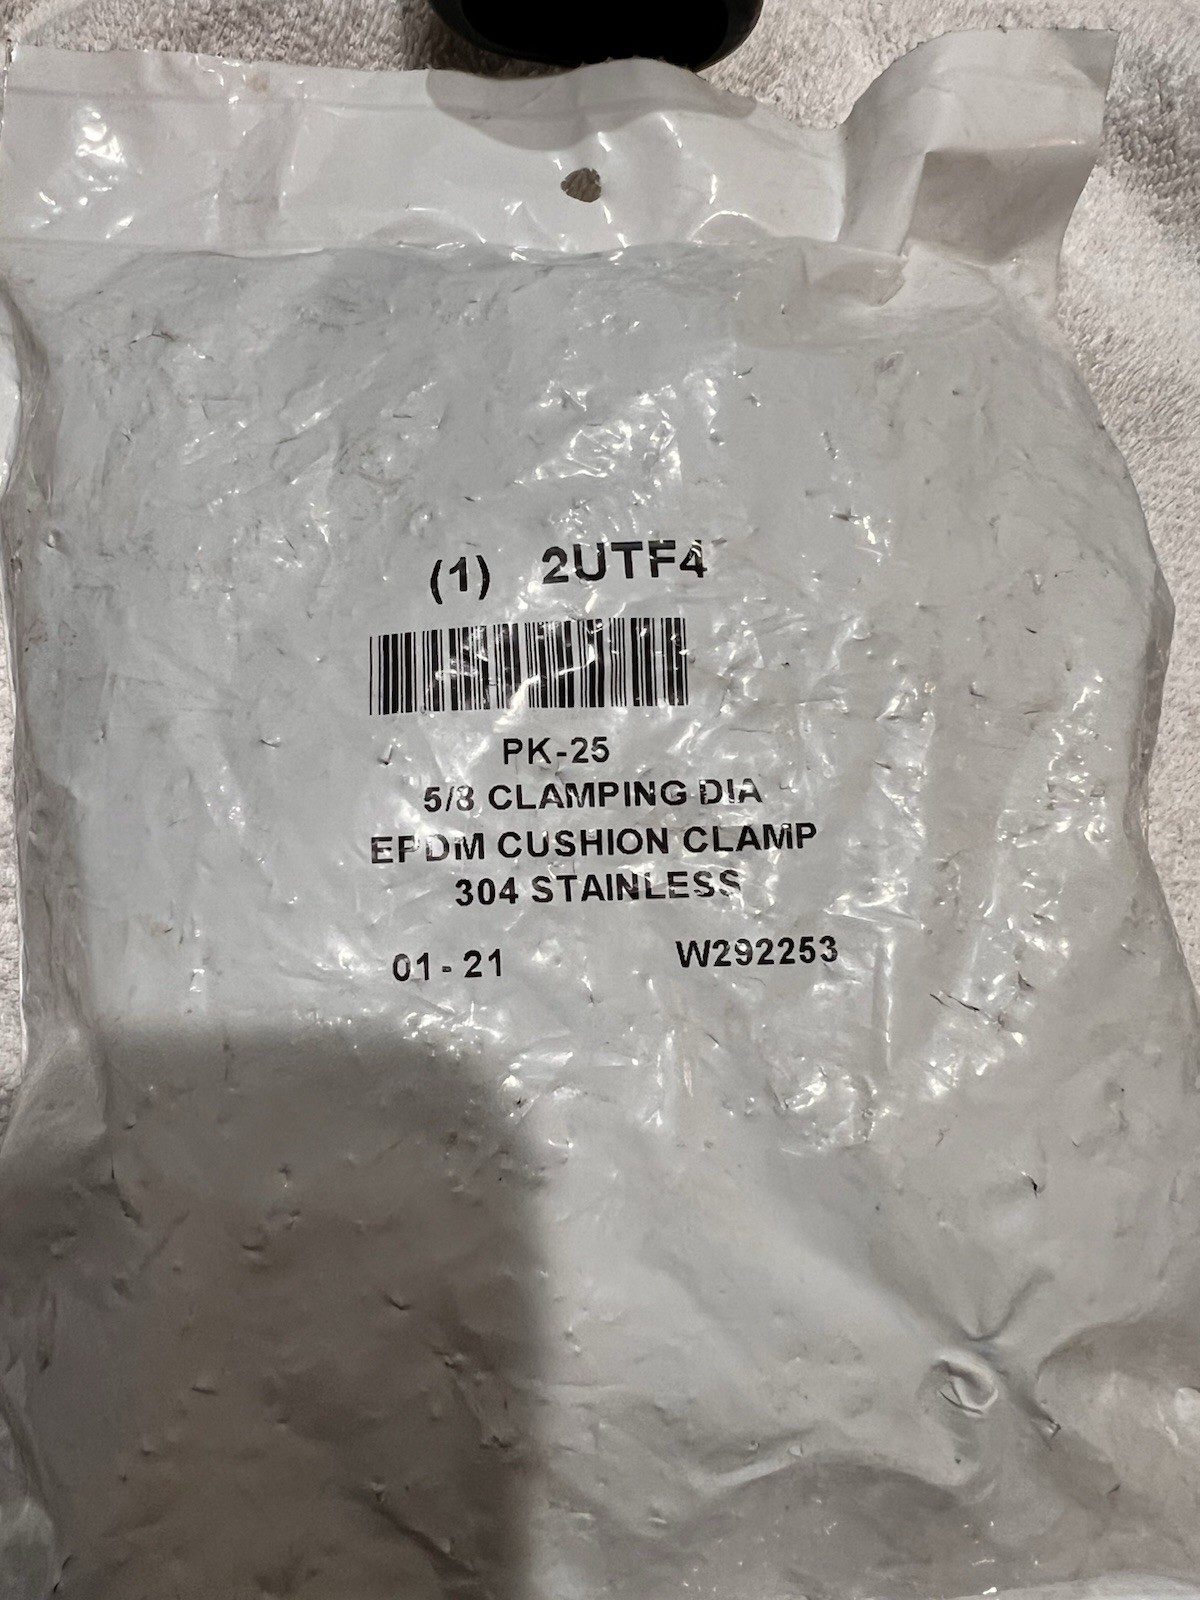 (1) 2UTF4
PK-25
5/8 CLAMPING DIA
EPDM CUSHION CLAMP
304 STAINLESS
01-21 W292253